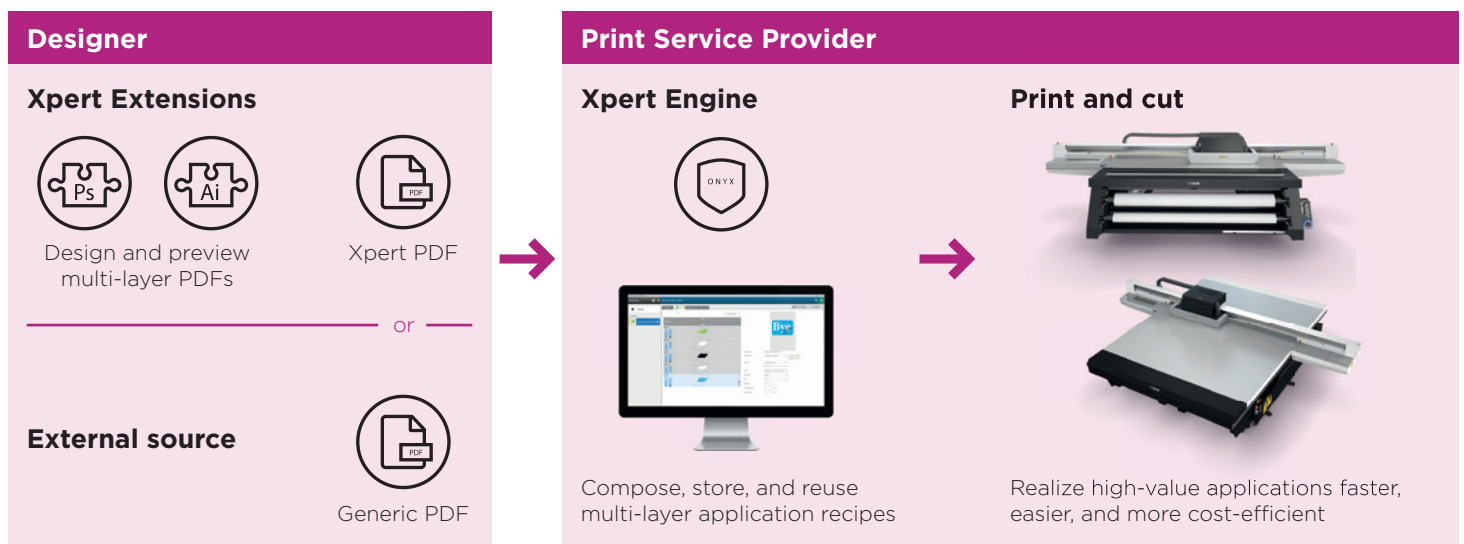 Designer
Xpert Extensions
Ps
Ai
PDF
Design and preview
multi-layer PDFs
Xpert PDF
or
External source
PDF
Generic PDF
Print Service Provider
Xpert Engine
ONYX
Bye
Compose, store, and reuse
multi-layer application recipes
Print and cut
Realize high-value applications faster,
easier, and more cost-efficient